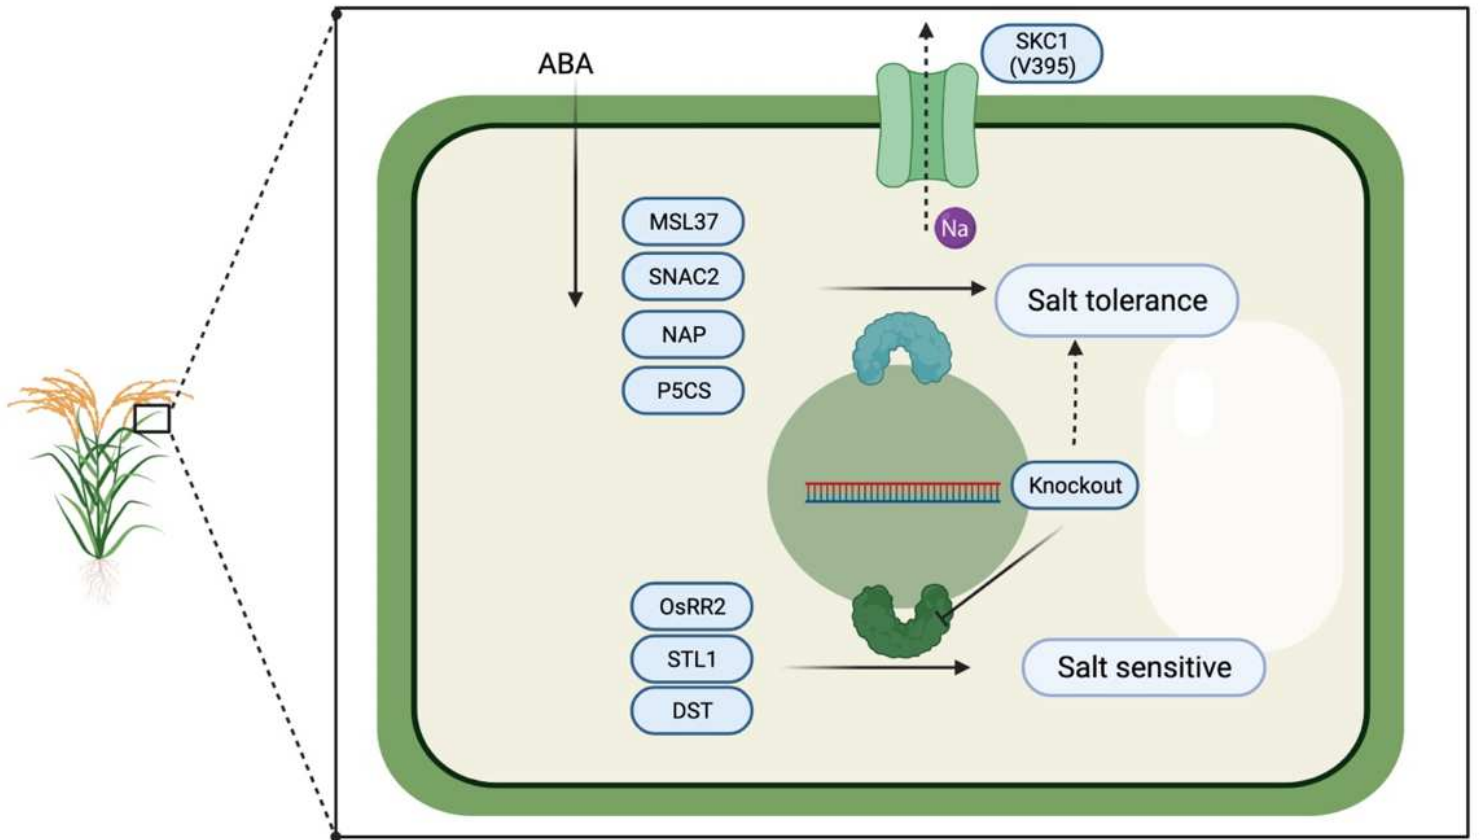 SKC1
(V395)
ABA
MSL37
Na
SNAC2
Salt tolerance
NAP
P5CS
Knockout
OsRR2
STL1
Salt sensitive
DST